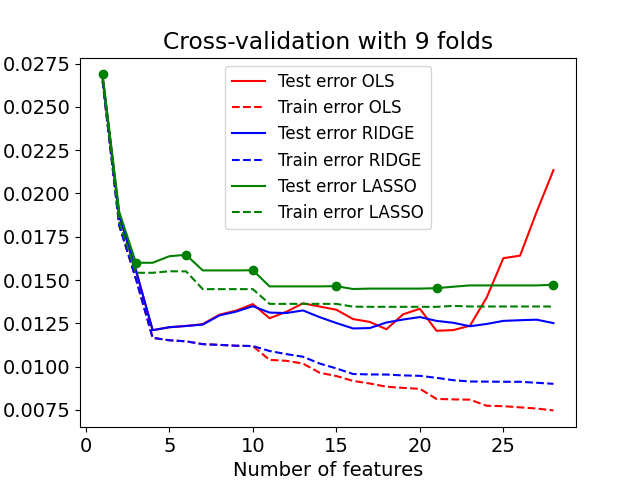 Cross-validation with 9 folds
0.0275
0.0250
0.0225
0.0200
0.0175
0.0150
0.0125
0.0100
0.0075
Test error OLS
Train error OLS
Test error RIDGE
Train error RIDGE
Test error LASSO
Train error LASSO
0 5 10 15 20 25
Number of features